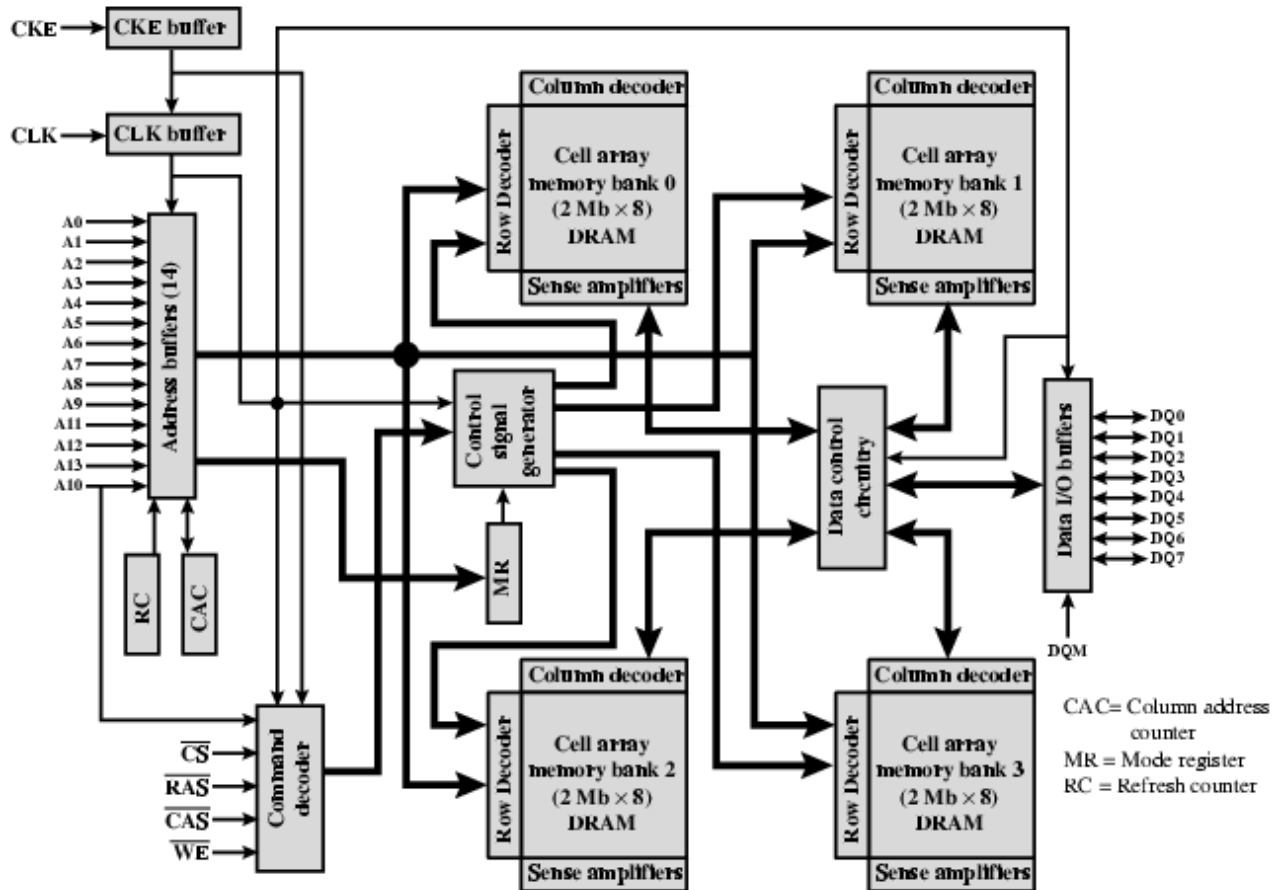 CKE
CKE buffer
CLK
CLK buffer
A0
A1
A2
A3
A4
A5
A6
A7
A8
A9
A11
A12
A13
A10
Address buffers (14)
RC
CAC
CS
RAS
CAS
WE
Command
decoder
Control
signal
generator
MR
Column decoder
Row Decoder
Cell array
memory bank 0
(2 Mb × 8)
DRAM
Sense amplifiers
Column decoder
Row Decoder
Cell array
memory bank 1
(2 Mb × 8)
DRAM
Sense amplifiers
Column decoder
Row Decoder
Cell array
memory bank 2
(2 Mb × 8)
DRAM
Sense amplifiers
Column decoder
Row Decoder
Cell array
memory bank 3
(2 Mb × 8)
DRAM
Sense amplifiers
Data control
circuitry
Data I/O buffers
DQ0
DQ1
DQ2
DQ3
DQ4
DQ5
DQ6
DQ7
DQM
CAC= Column address
counter
MR = Mode register
RC = Refresh counter